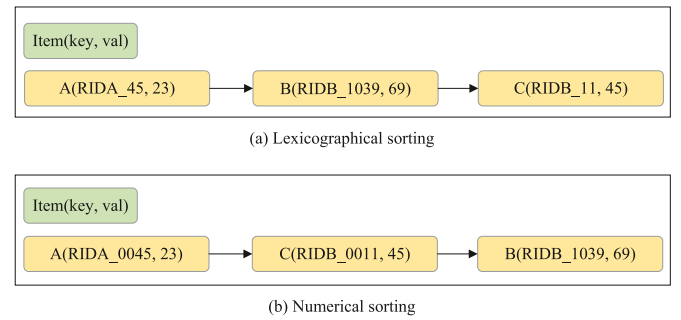 Item(key, val)
A(RIDA_45, 23)
B(RIDB_1039, 69)
C(RIDB_11, 45)
(a) Lexicographical sorting
Item(key, val)
A(RIDA_0045, 23)
C(RIDB_0011, 45)
B(RIDB_1039, 69)
(b) Numerical sorting